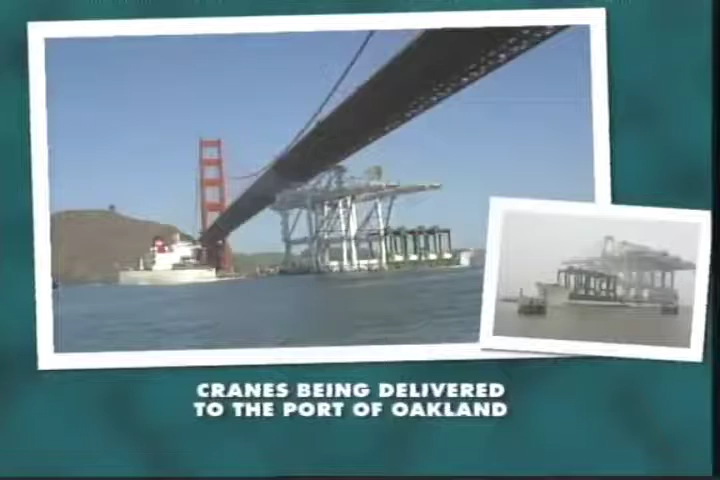 CRANES BEING DELIVERED
TO THE PORT OF OAKLAND